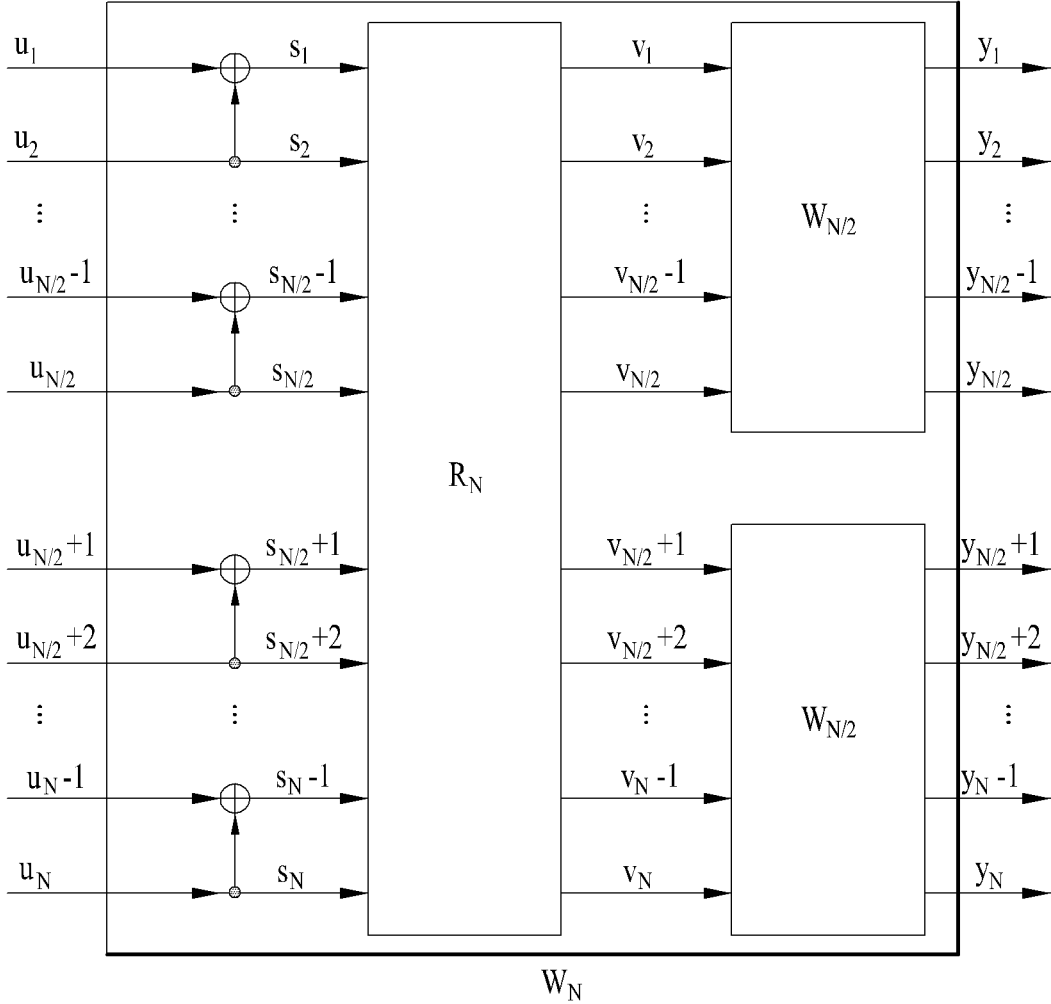 u₁ s₁ v₁ y₁
u₂ s₂ v₂ y₂
⋮ ⋮ ⋮ ⋮
W_N/2
u_N/2-1 s_N/2-1 v_N/2-1 y_N/2-1
u_N/2 s_N/2 v_N/2 y_N/2
R_N
u_N/2+1 s_N/2+1 v_N/2+1 y_N/2+1
u_N/2+2 s_N/2+2 v_N/2+2 y_N/2+2
⋮ ⋮ ⋮ ⋮
W_N/2
u_N-1 s_N-1 v_N-1 y_N-1
u_N s_N v_N y_N
W_N